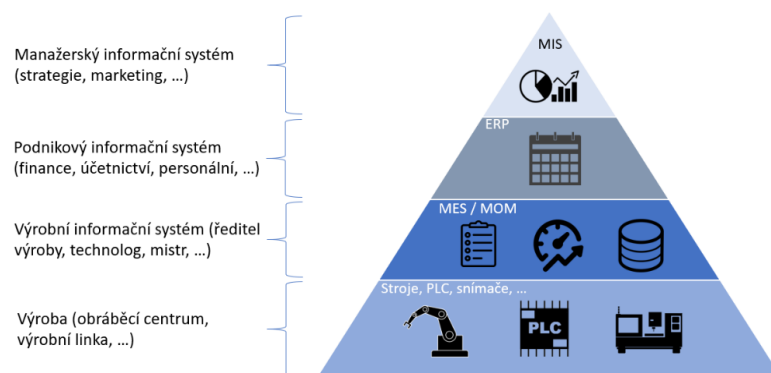 Manažerský informační systém
(strategie, marketing, …)
MIS
Podnikový informační systém
(finance, účetnictví, personální, …)
ERP
Výrobní informační systém (ředitel
výroby, technolog, mistr, …)
MES / MOM
Výroba (obráběcí centrum,
výrobní linka, …)
Stroje, PLC, snímače, …
PLC